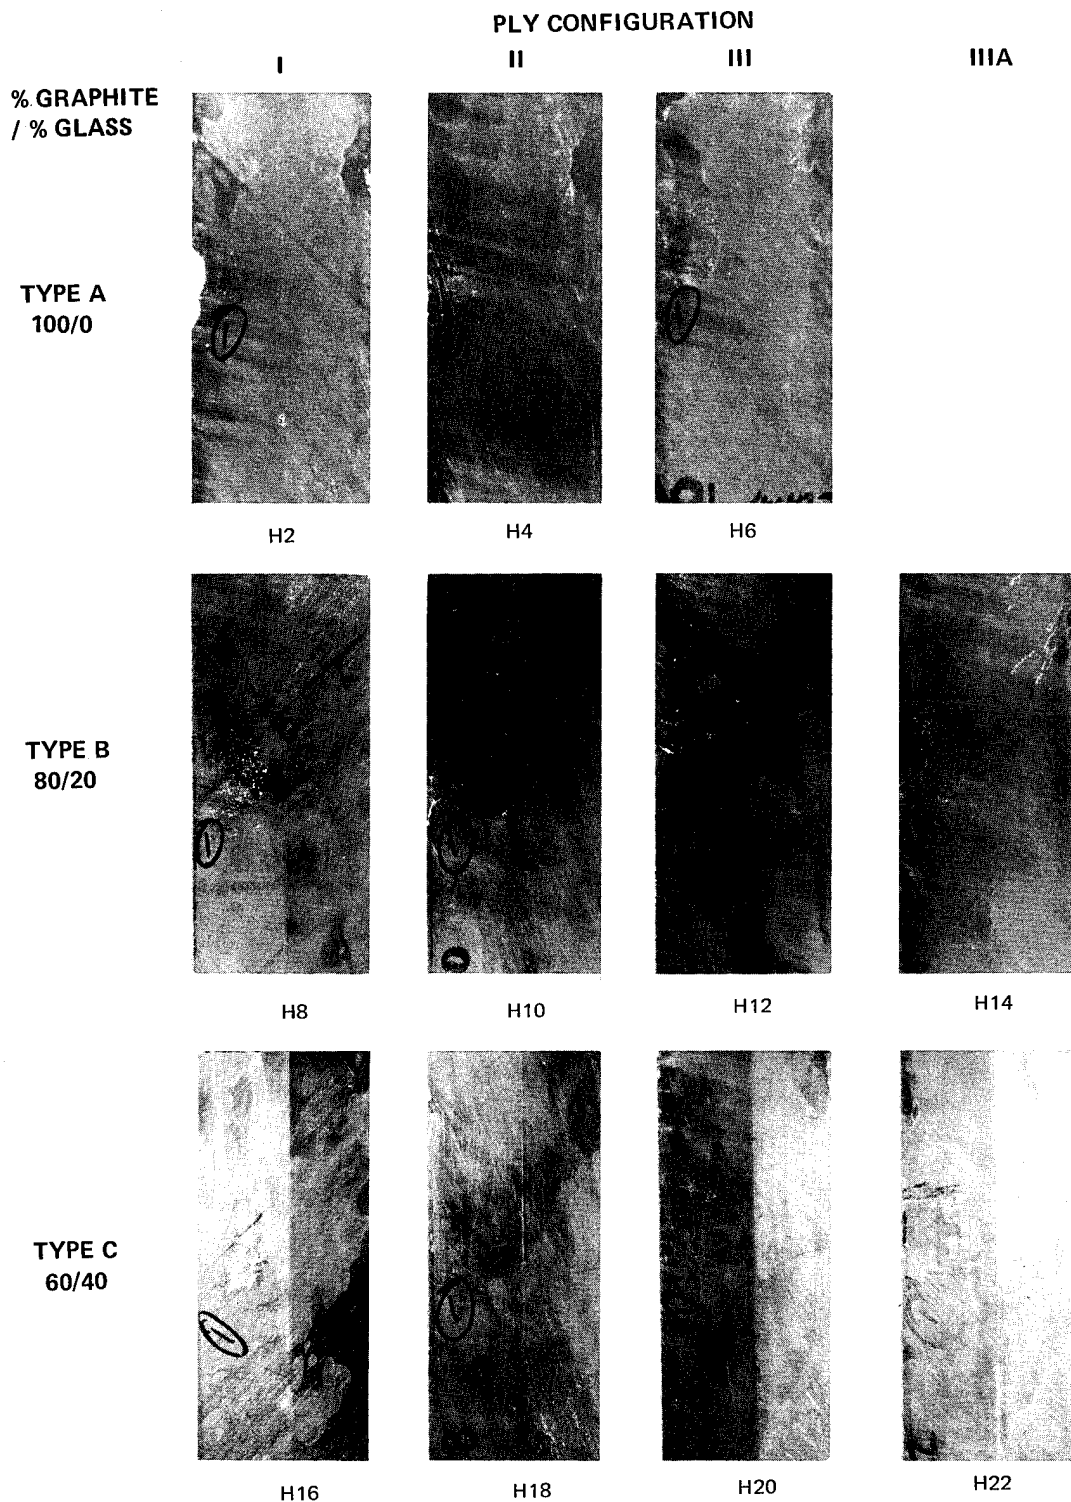 PLY CONFIGURATION
I II III IIIA
% GRAPHITE
/ % GLASS
TYPE A
100/0
H2 H4 H6
TYPE B
80/20
H8 H10 H12 H14
TYPE C
60/40
H16 H18 H20 H22